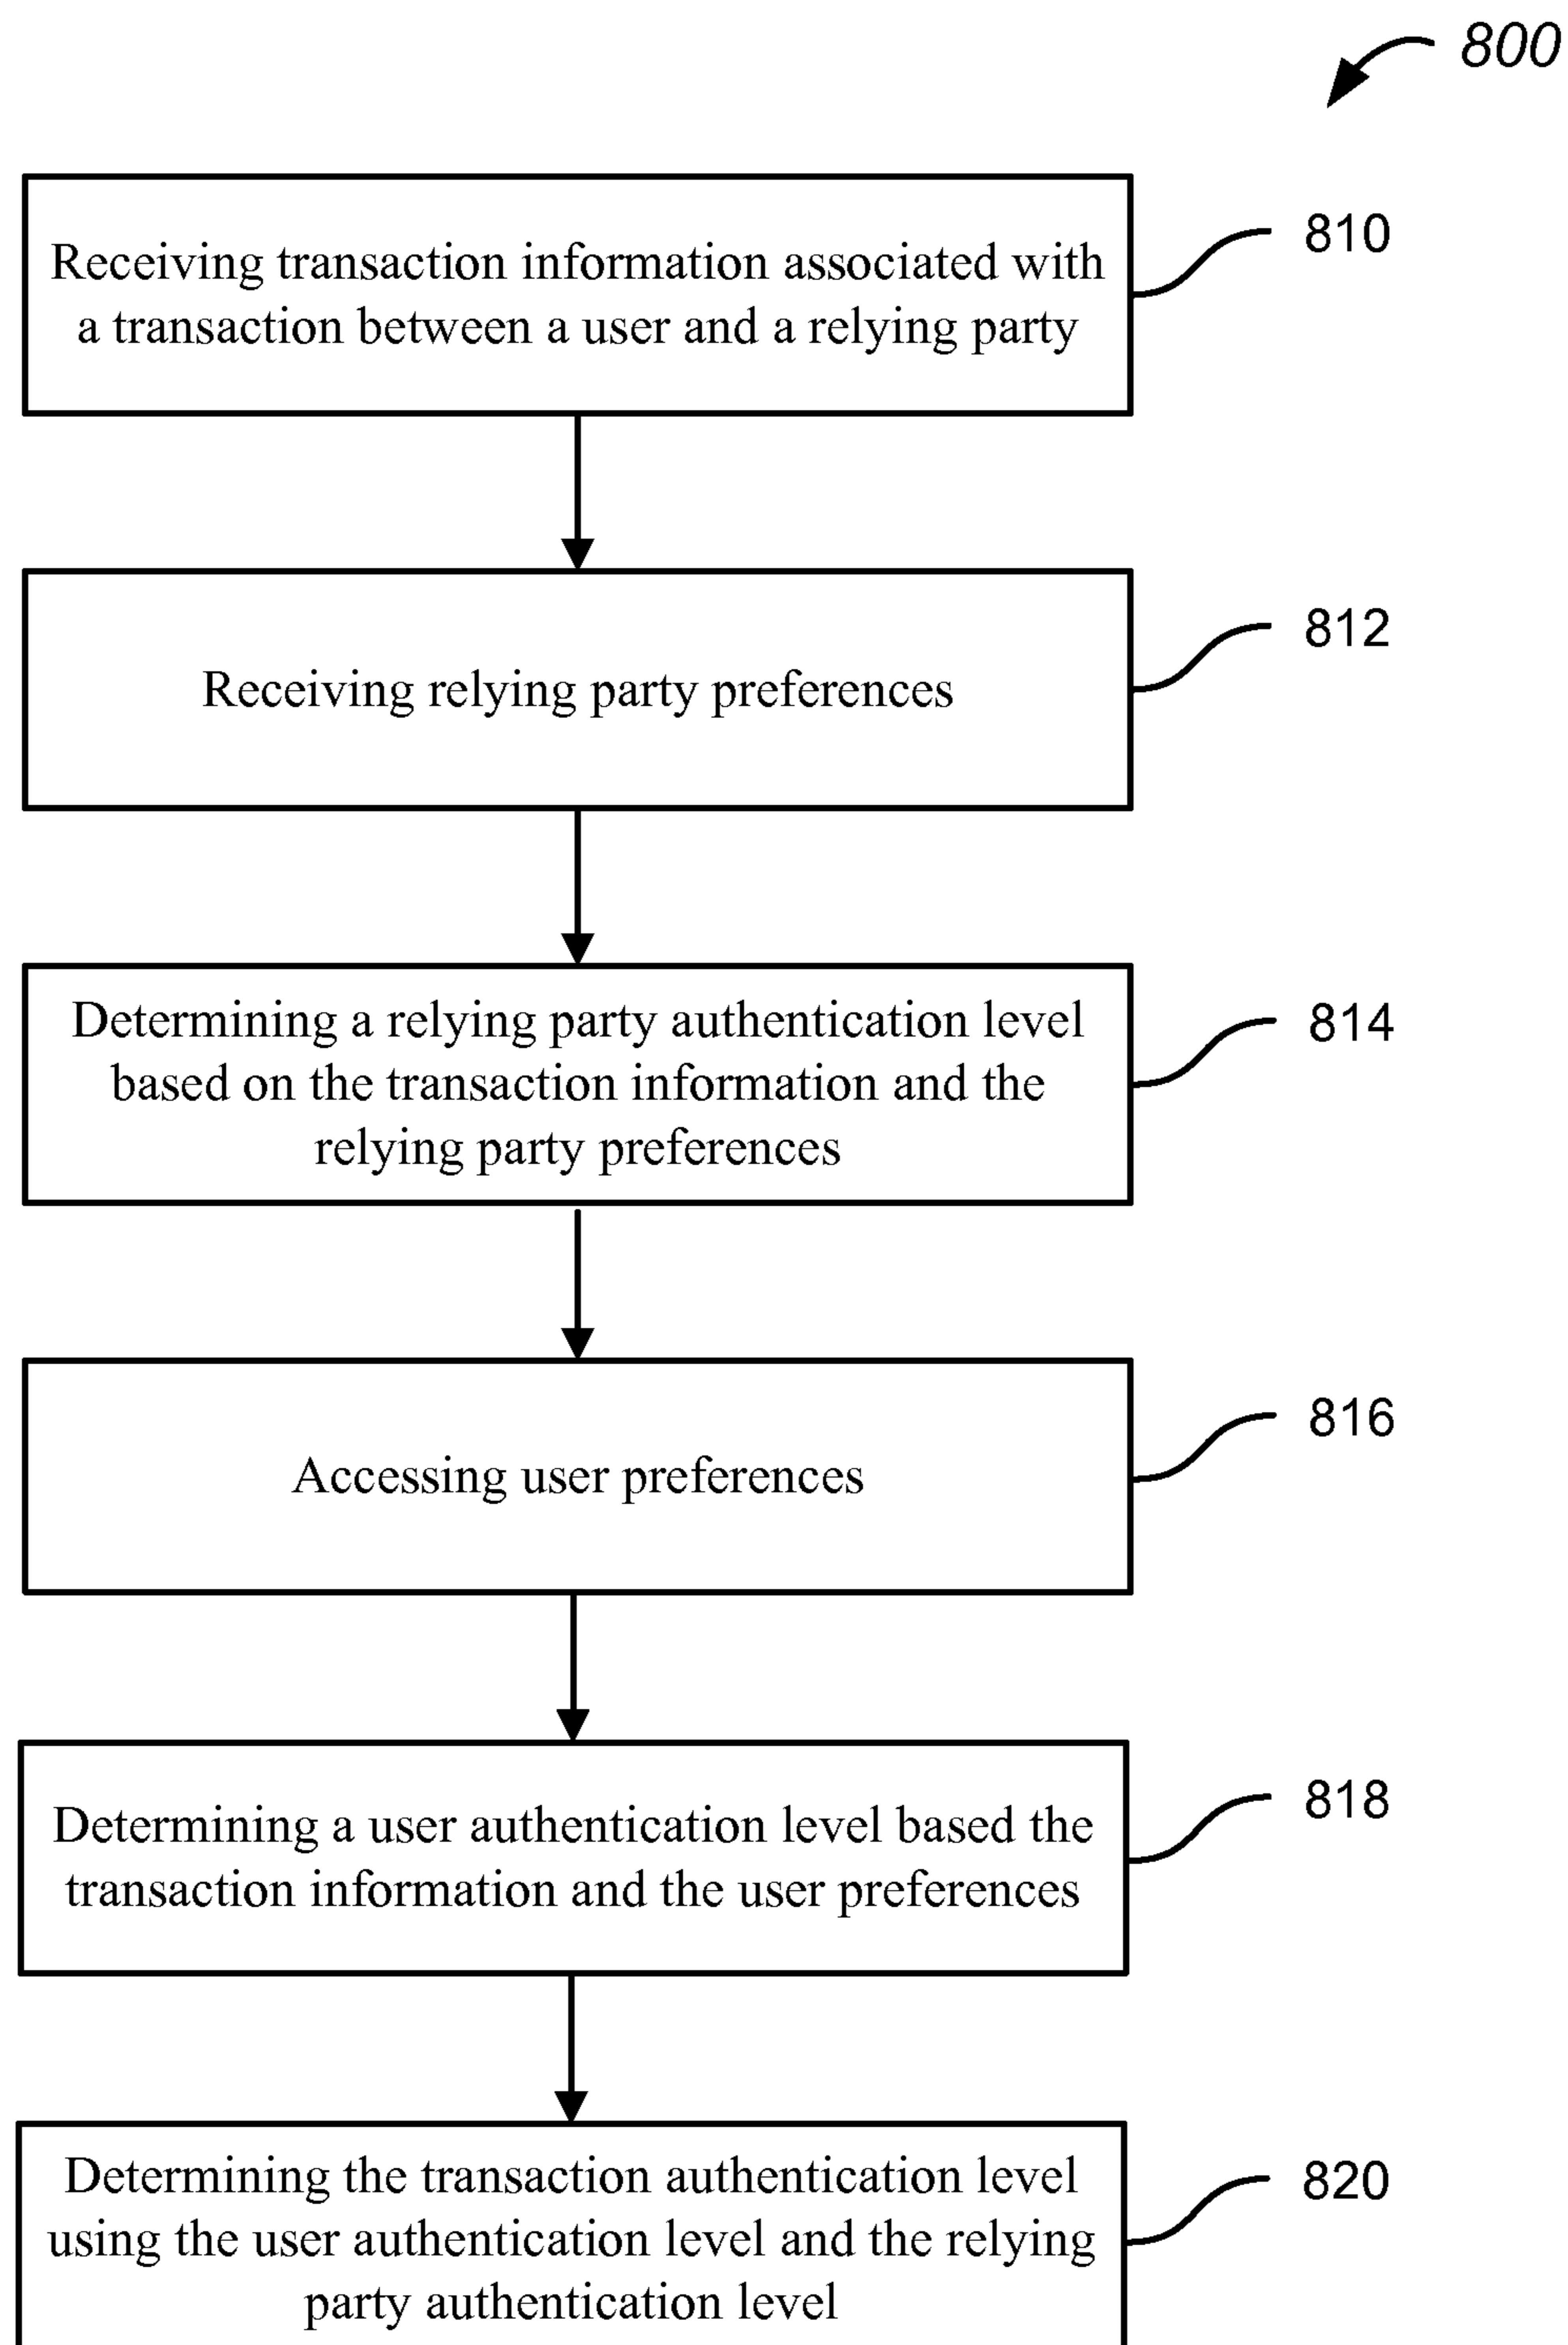 800
Receiving transaction information associated with
a transaction between a user and a relying party
810
Receiving relying party preferences
812
Determining a relying party authentication level
based on the transaction information and the
relying party preferences
814
Accessing user preferences
816
Determining a user authentication level based the
transaction information and the user preferences
818
Determining the transaction authentication level
using the user authentication level and the relying
party authentication level
820